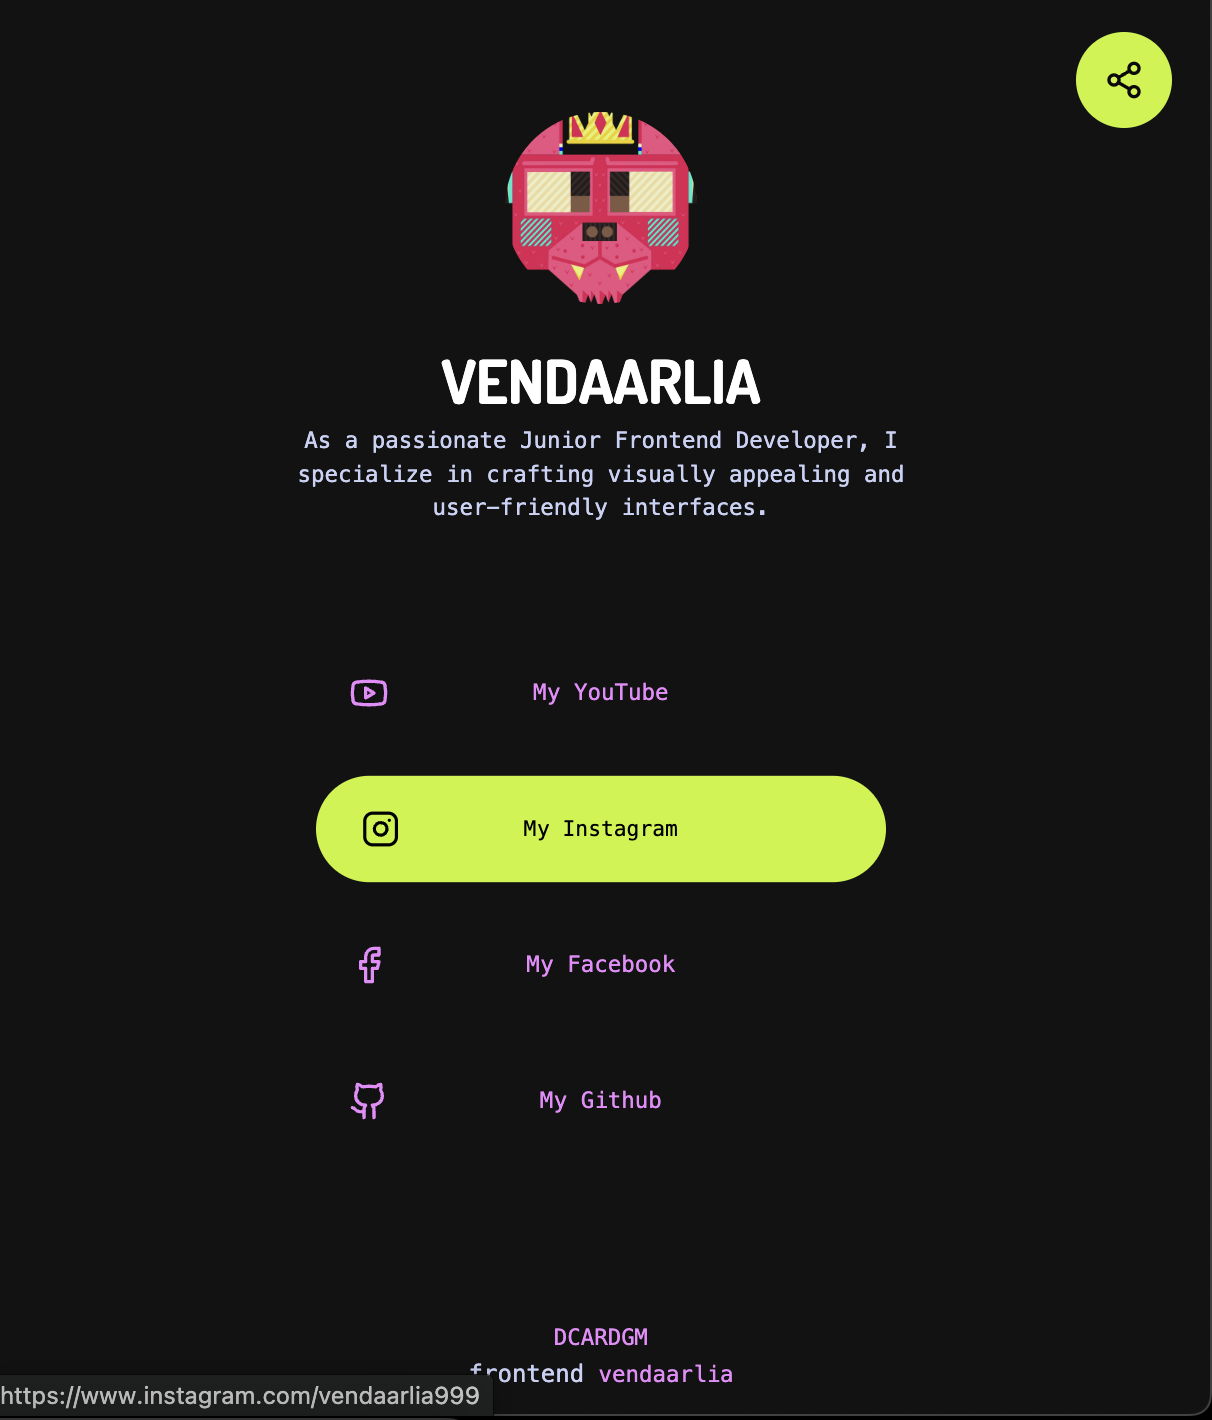 VENDAARLIA
As a passionate Junior Frontend Developer, I
specialize in crafting visually appealing and
user-friendly interfaces.
My YouTube
My Instagram
My Facebook
My Github
DCARDGM
frontend vendaarlia
https://www.instagram.com/vendaarlia999